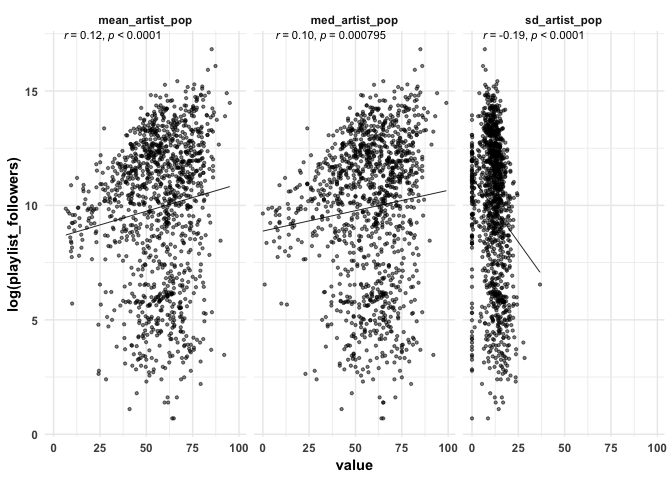 mean_artist_pop med_artist_pop sd_artist_pop
r = 0.12, p < 0.0001 r = 0.10, p = 0.000795 r = -0.19, p < 0.0001
log(playlist_followers)
15
10
5
0
0 25 50 75 100 0 25 50 75 100 0 25 50 75 100
value